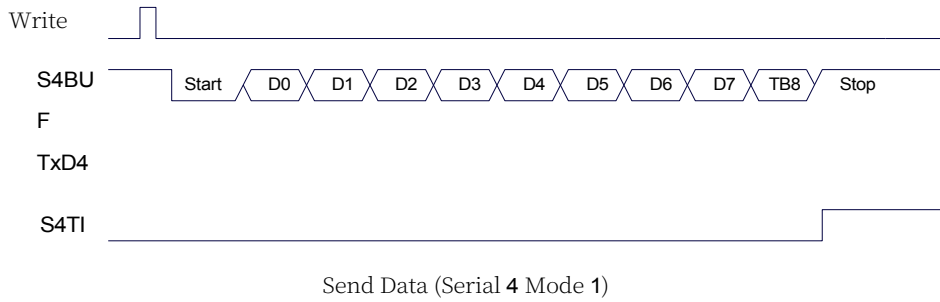 Write
S4BU Start D0 D1 D2 D3 D4 D5 D6 D7 TB8 Stop
F
TxD4
S4TI
Send Data (Serial 4 Mode 1)